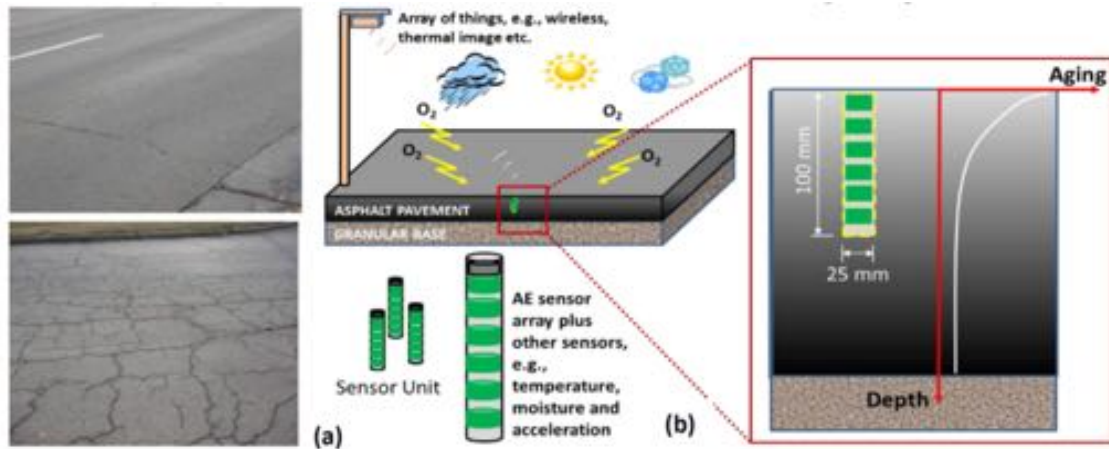 Array of things, e.g., wireless,
thermal image etc.
O₂
O₂
O₂
O₂
ASPHALT PAVEMENT
GRANULAR BASE
Sensor Unit
AE sensor
array plus
other sensors,
e.g.,
temperature,
moisture and
acceleration
(a)
(b)
Aging
100 mm
25 mm
Depth